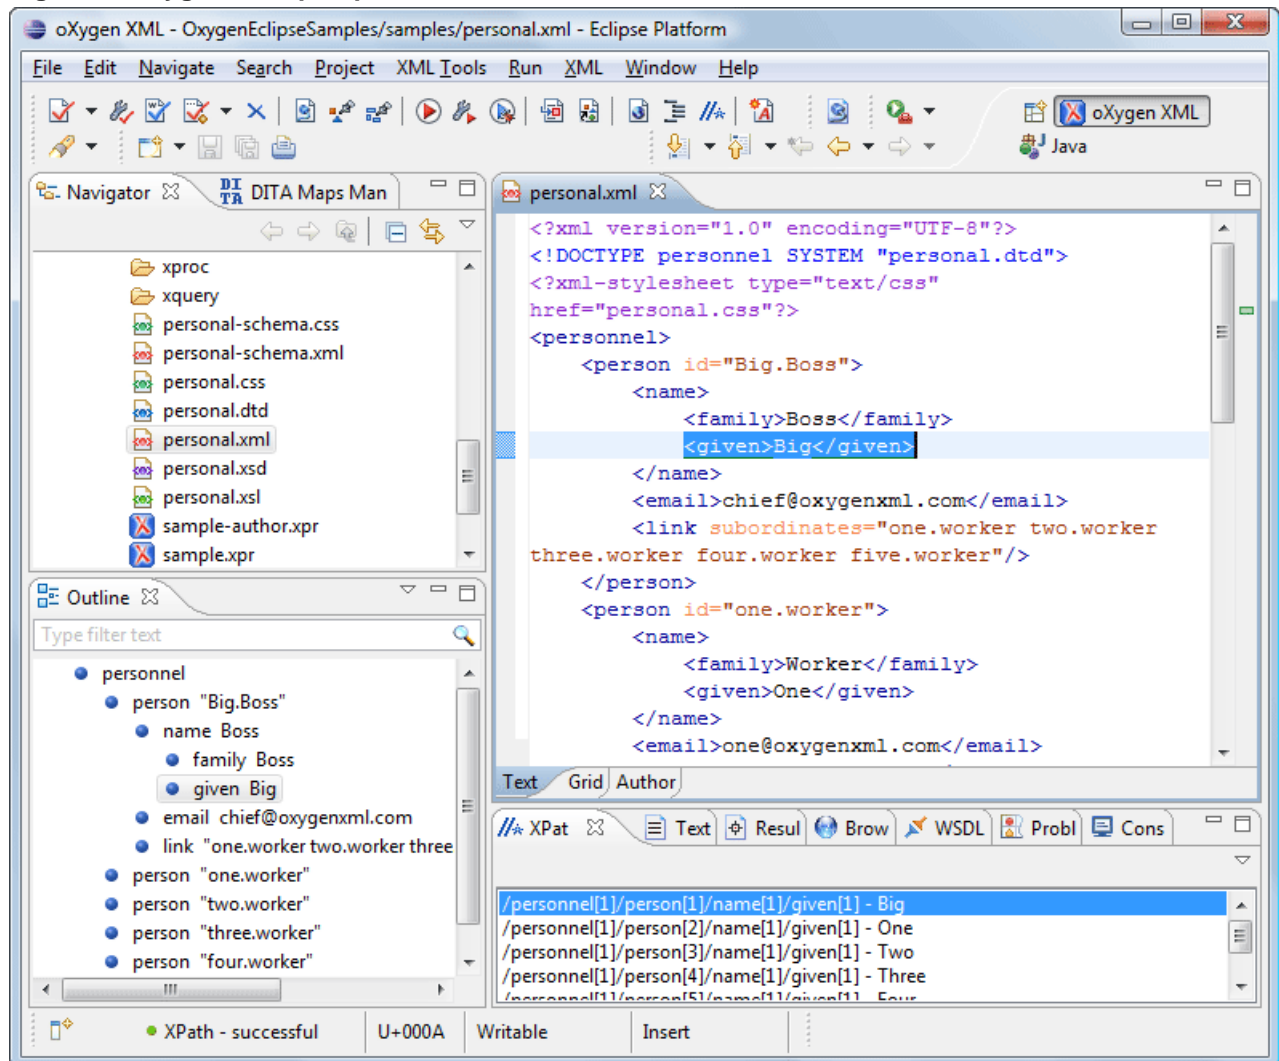 oXygen XML - OxygenEclipseSamples/samples/personal.xml - Eclipse Platform
File Edit Navigate Search Project XML Tools Run XML Window Help
oXygen XML
Java
Navigator DITA Maps Man
xproc
xquery
personal-schema.css
personal-schema.xml
personal.css
personal.dtd
personal.xml
personal.xsd
personal.xsl
sample-author.xpr
sample.xpr
Outline
Type filter text
personnel
person "Big.Boss"
name Boss
family Boss
given Big
email chief@oxygenxml.com
link "one.worker two.worker three
person "one.worker"
person "two.worker"
person "three.worker"
person "four.worker"
personal.xml
<?xml version="1.0" encoding="UTF-8"?>
<!DOCTYPE personnel SYSTEM "personal.dtd">
<?xml-stylesheet type="text/css"
href="personal.css"?>
<personnel>
<person id="Big.Boss">
<name>
<family>Boss</family>
<given>Big</given>
</name>
<email>chief@oxygenxml.com</email>
<link subordinates="one.worker two.worker
three.worker four.worker five.worker"/>
</person>
<person id="one.worker">
<name>
<family>Worker</family>
<given>One</given>
</name>
<email>one@oxygenxml.com</email>
Text Grid Author
XPat Text Resul Brow WSDL Probl Cons
/personnel[1]/person[1]/name[1]/given[1] - Big
/personnel[1]/person[2]/name[1]/given[1] - One
/personnel[1]/person[3]/name[1]/given[1] - Two
/personnel[1]/person[4]/name[1]/given[1] - Three
/personnel[1]/person[5]/name[1]/given[1] - Four
XPath - successful U+000A Writable Insert